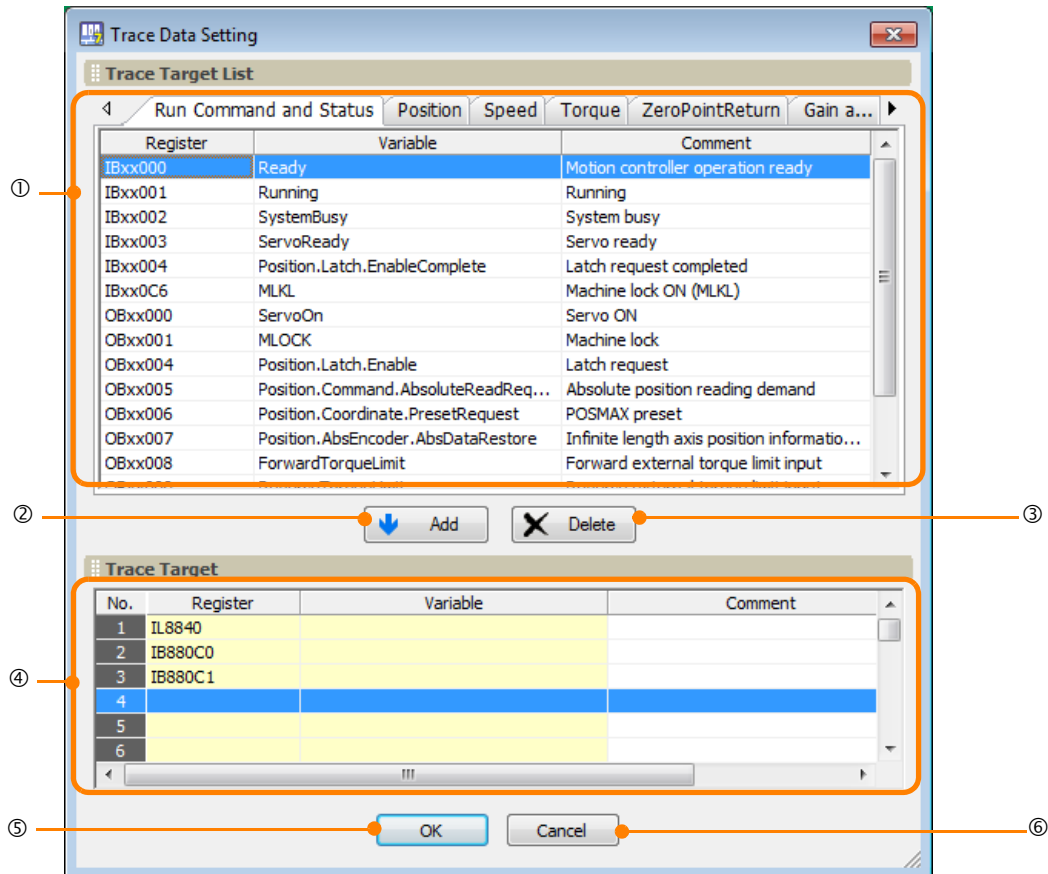 Trace Data Setting
Trace Target List
Run Command and Status Position Speed Torque ZeroPointReturn Gain a...
Register Variable Comment
①
IBxx000 Ready Motion controller operation ready
IBxx001 Running Running
IBxx002 SystemBusy System busy
IBxx003 ServoReady Servo ready
IBxx004 Position.Latch.EnableComplete Latch request completed
IBxx0C6 MLKL Machine lock ON (MLKL)
OBxx000 ServoOn Servo ON
OBxx001 MLOCK Machine lock
OBxx004 Position.Latch.Enable Latch request
OBxx005 Position.Command.AbsoluteReadReq... Absolute position reading demand
OBxx006 Position.Coordinate.PresetRequest POSMAX preset
OBxx007 Position.AbsEncoder.AbsDataRestore Infinite length axis position informatio...
OBxx008 ForwardTorqueLimit Forward external torque limit input
② Add Delete ③
Trace Target
No. Register Variable Comment
1 IL8840
2 IB880C0
④ 3 IB880C1
4
5
6
⑤ OK Cancel ⑥